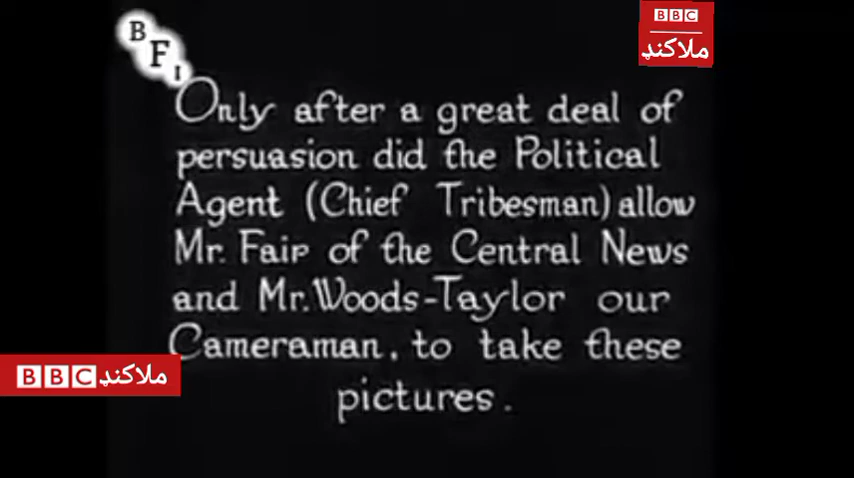 BFI
BBC
ملاکنډ
Only after a great deal of
persuasion did the Political
Agent (Chief Tribesman) allow
Mr. Fair of the Central News
and Mr. Woods-Taylor our
Cameraman, to take these
pictures.
BBC ملاکنډ